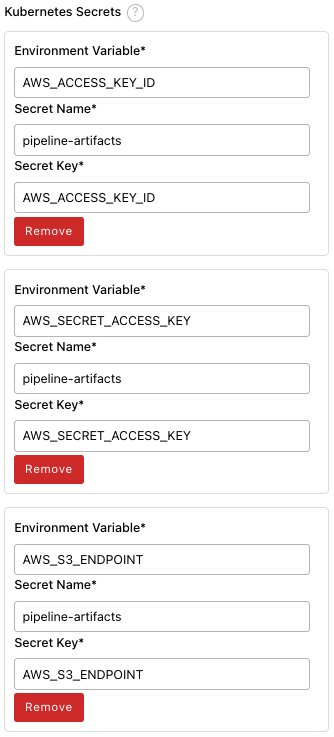 Kubernetes Secrets ?
Environment Variable*
AWS_ACCESS_KEY_ID
Secret Name*
pipeline-artifacts
Secret Key*
AWS_ACCESS_KEY_ID
Remove
Environment Variable*
AWS_SECRET_ACCESS_KEY
Secret Name*
pipeline-artifacts
Secret Key*
AWS_SECRET_ACCESS_KEY
Remove
Environment Variable*
AWS_S3_ENDPOINT
Secret Name*
pipeline-artifacts
Secret Key*
AWS_S3_ENDPOINT
Remove